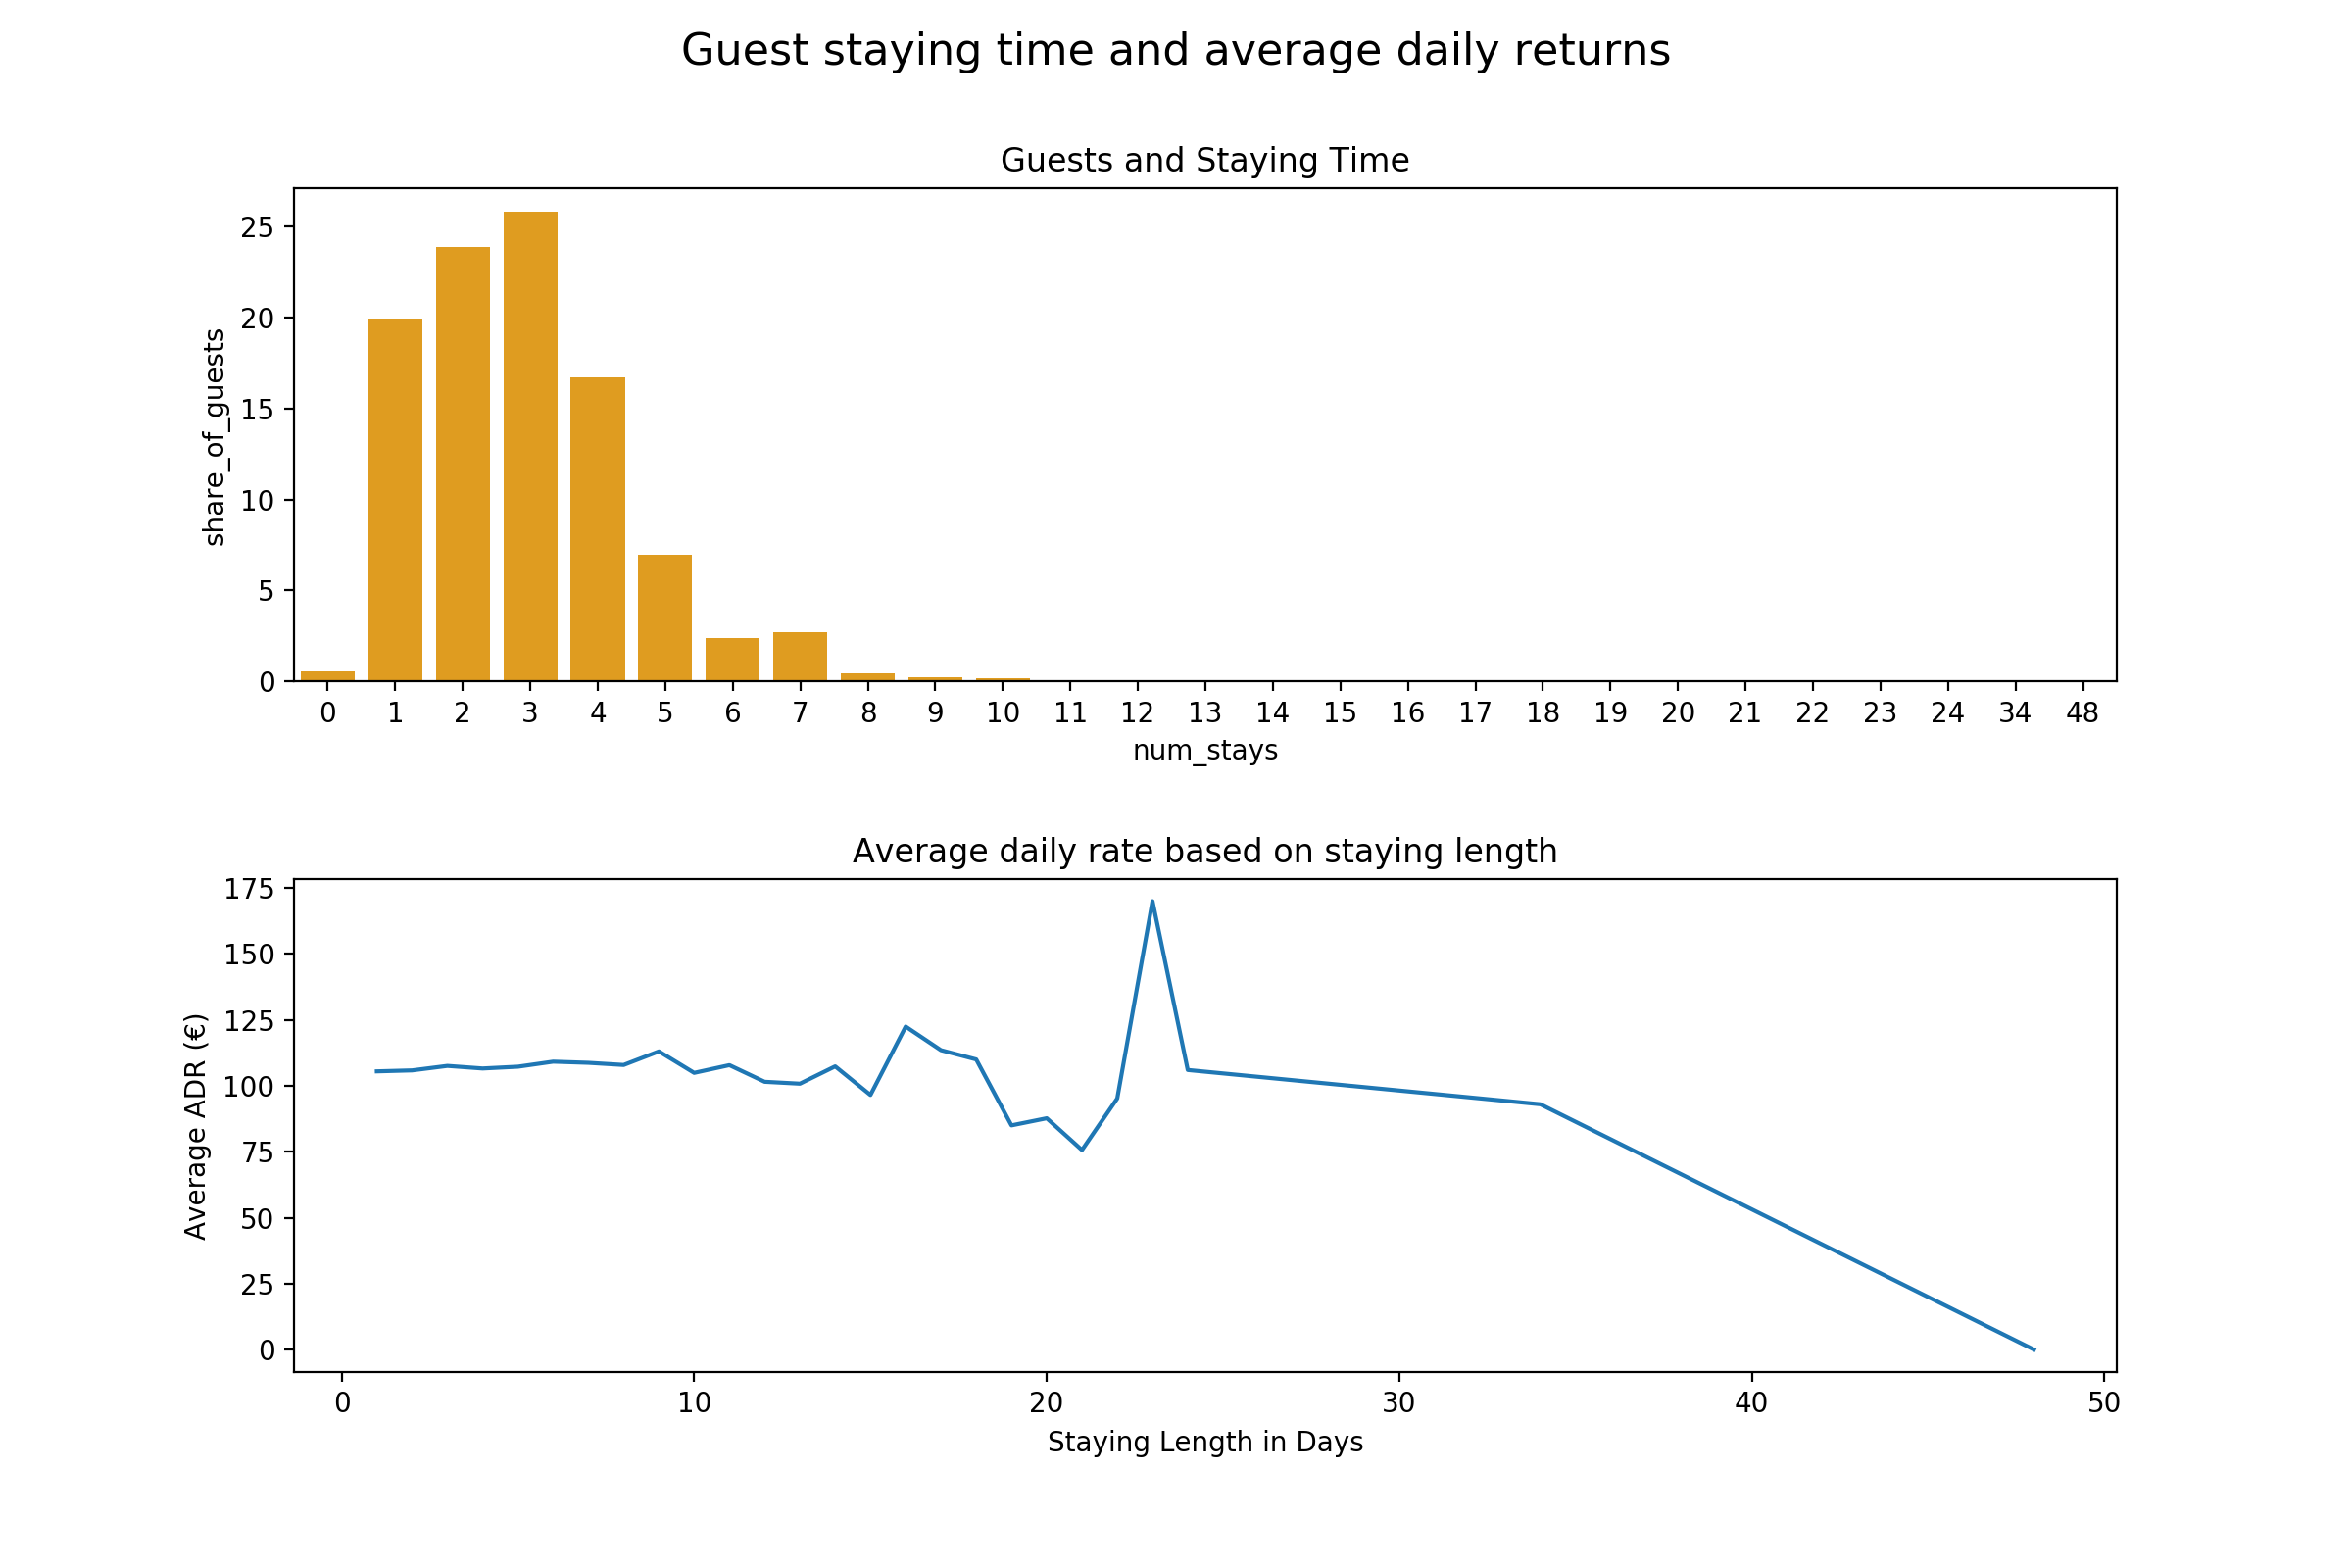 Guest staying time and average daily returns
Guests and Staying Time
25
20
15
10
5
0
share_of_guests
0 1 2 3 4 5 6 7 8 9 10 11 12 13 14 15 16 17 18 19 20 21 22 23 24 34 48
num_stays
Average daily rate based on staying length
175
150
125
100
75
50
25
0
Average ADR (€)
0 10 20 30 40 50
Staying Length in Days